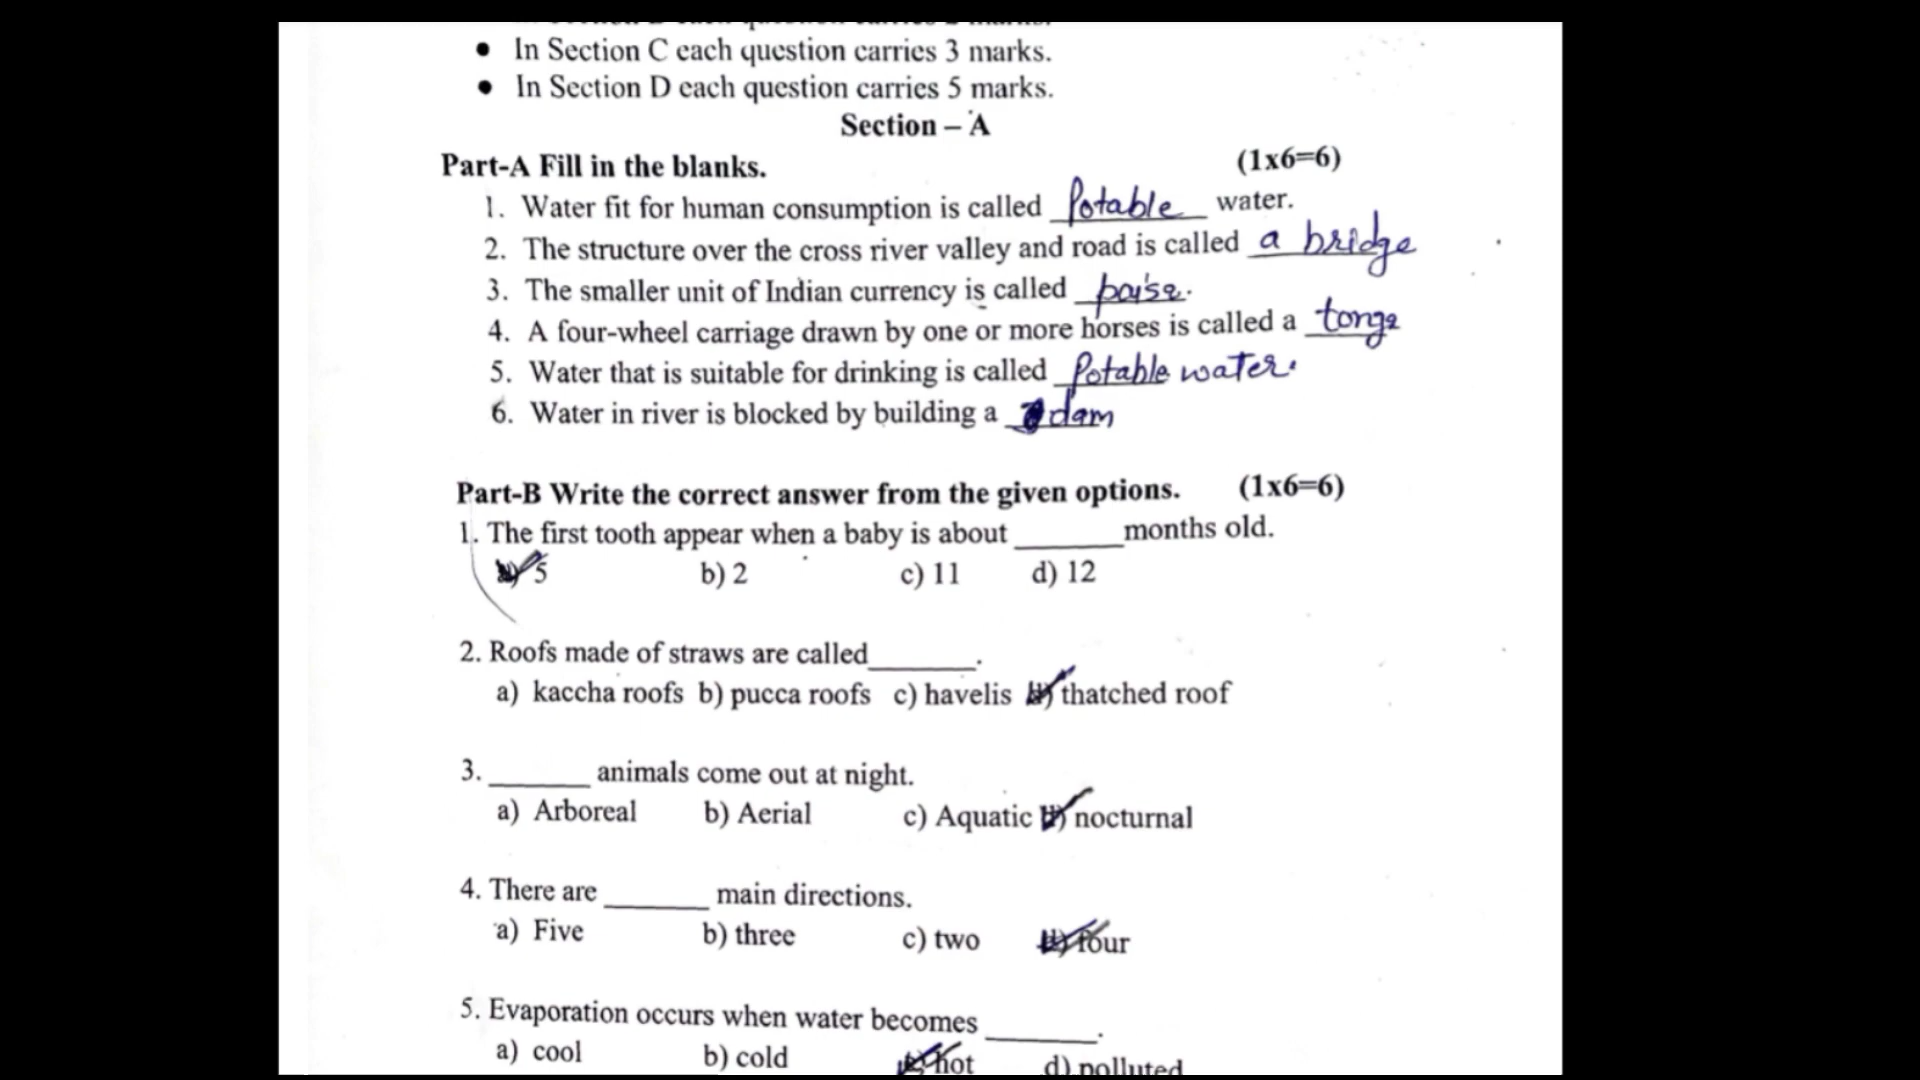 • In Section C each question carries 3 marks.
• In Section D each question carries 5 marks.
Section – A
Part-A Fill in the blanks. (1x6=6)
1. Water fit for human consumption is called Potable water.
2. The structure over the cross river valley and road is called a bridge
3. The smaller unit of Indian currency is called paise.
4. A four-wheel carriage drawn by one or more horses is called a tonga
5. Water that is suitable for drinking is called Potable water.
6. Water in river is blocked by building a dam
Part-B Write the correct answer from the given options. (1x6=6)
1. The first tooth appear when a baby is about ______ months old.
a) 5 b) 2 c) 11 d) 12
2. Roofs made of straws are called ______.
a) kaccha roofs b) pucca roofs c) havelis d) thatched roof
3. ______ animals come out at night.
a) Arboreal b) Aerial c) Aquatic d) nocturnal
4. There are ______ main directions.
a) Five b) three c) two d) four
5. Evaporation occurs when water becomes ______.
a) cool b) cold c) hot d) polluted